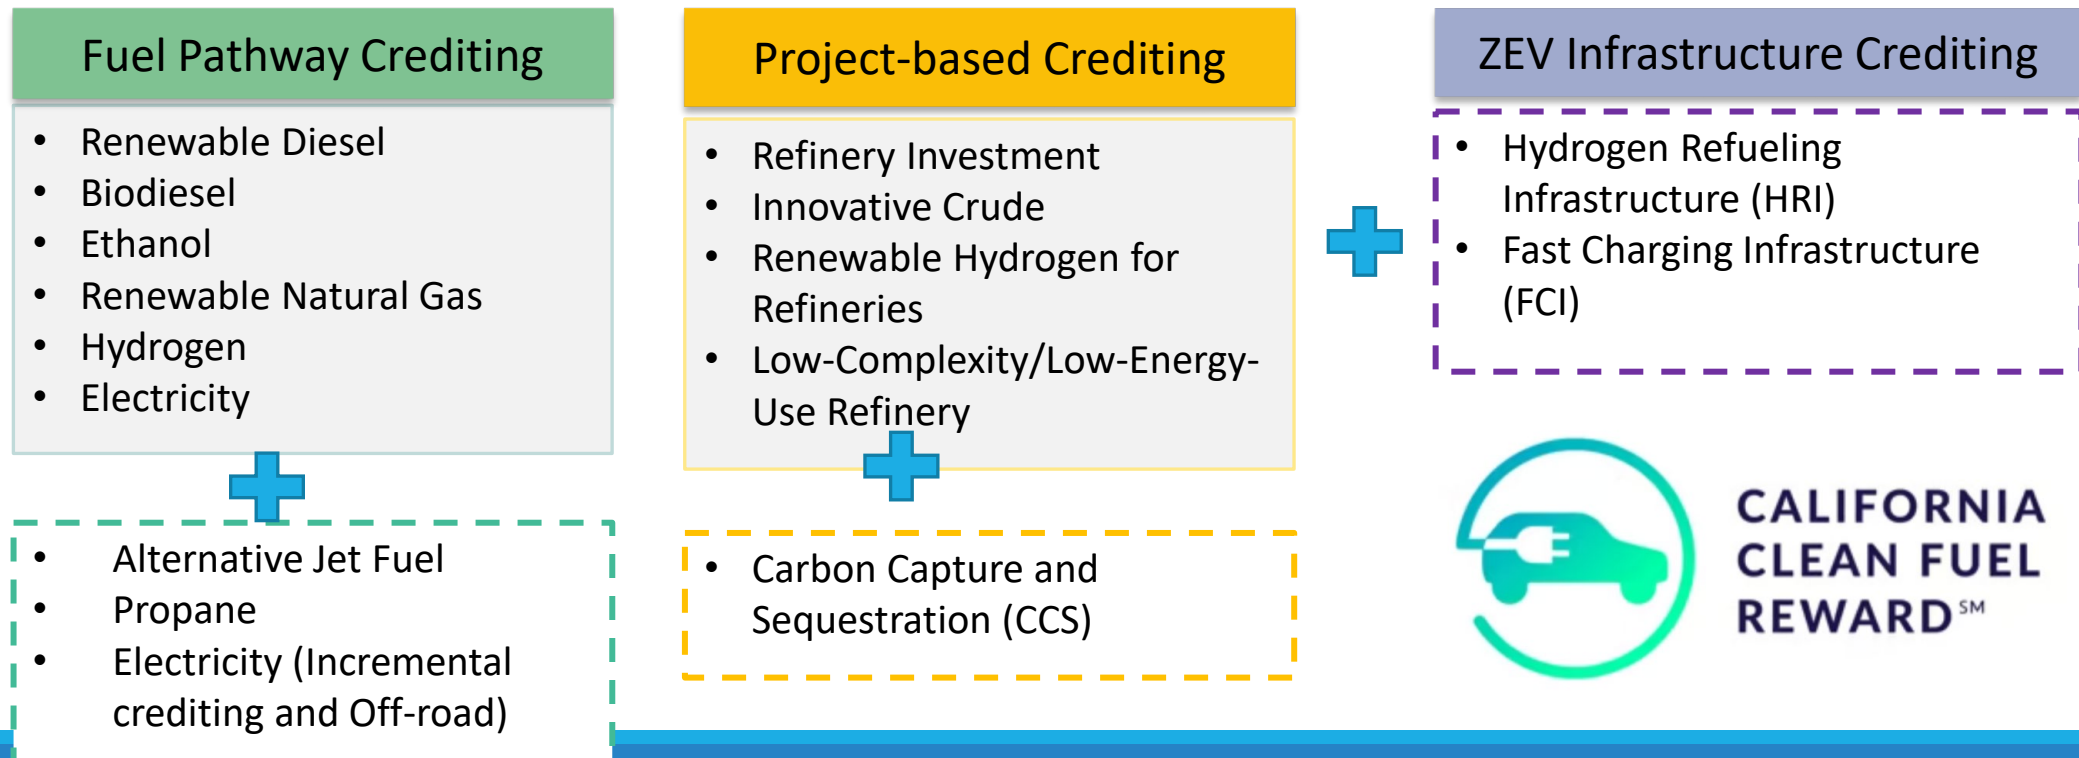 Fuel Pathway Crediting
• Renewable Diesel
• Biodiesel
• Ethanol
• Renewable Natural Gas
• Hydrogen
• Electricity
• Alternative Jet Fuel
• Propane
• Electricity (Incremental
crediting and Off-road)
Project-based Crediting
• Refinery Investment
• Innovative Crude
• Renewable Hydrogen for
Refineries
• Low-Complexity/Low-Energy-
Use Refinery
• Carbon Capture and
Sequestration (CCS)
ZEV Infrastructure Crediting
• Hydrogen Refueling
Infrastructure (HRI)
• Fast Charging Infrastructure
(FCI)
CALIFORNIA
CLEAN FUEL
REWARD℠